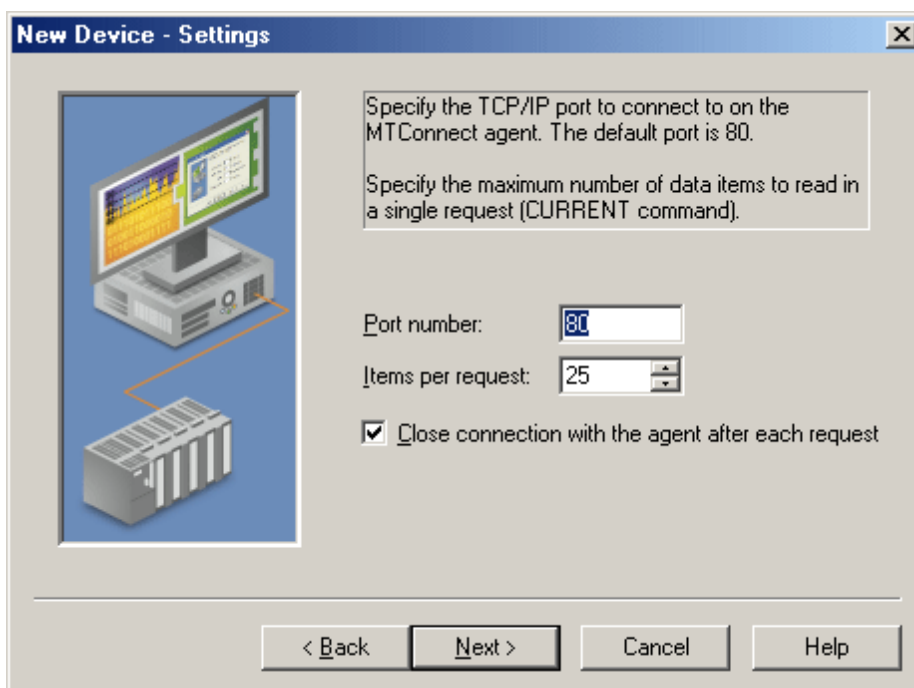 New Device - Settings
Specify the TCP/IP port to connect to on the
MTConnect agent. The default port is 80.
Specify the maximum number of data items to read in
a single request (CURRENT command).
Port number: 80
Items per request: 25
Close connection with the agent after each request
< Back Next > Cancel Help